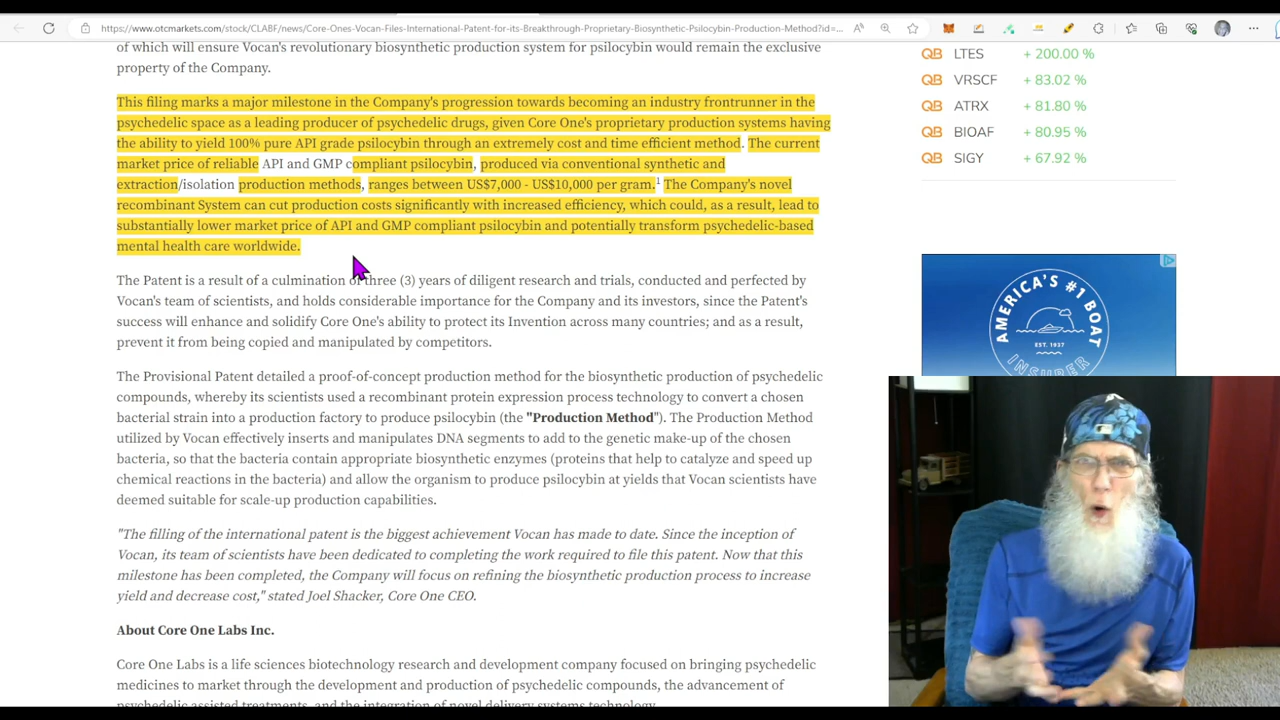 https://www.otcmarkets.com/stock/CLABF/news/Core-Ones-Vocan-Files-International-Patent-for-its-Breakthrough-Proprietary-Biosynthetic-Psilocybin-Production-Method?id=...
of which will ensure Vocan's revolutionary biosynthetic production system for psilocybin would remain the exclusive
property of the Company.
This filing marks a major milestone in the Company's progression towards becoming an industry frontrunner in the
psychedelic space as a leading producer of psychedelic drugs, given Core One's proprietary production systems having
the ability to yield 100% pure API grade psilocybin through an extremely cost and time efficient method. The current
market price of reliable API and GMP compliant psilocybin, produced via conventional synthetic and
extraction/isolation production methods, ranges between US$7,000 - US$10,000 per gram.1 The Company's novel
recombinant System can cut production costs significantly with increased efficiency, which could, as a result, lead to
substantially lower market price of API and GMP compliant psilocybin and potentially transform psychedelic-based
mental health care worldwide.
The Patent is a result of a culmination of three (3) years of diligent research and trials, conducted and perfected by
Vocan's team of scientists, and holds considerable importance for the Company and its investors, since the Patent's
success will enhance and solidify Core One's ability to protect its Invention across many countries; and as a result,
prevent it from being copied and manipulated by competitors.
The Provisional Patent detailed a proof-of-concept production method for the biosynthetic production of psychedelic
compounds, whereby its scientists used a recombinant protein expression process technology to convert a chosen
bacterial strain into a production factory to produce psilocybin (the "Production Method"). The Production Method
utilized by Vocan effectively inserts and manipulates DNA segments to add to the genetic make-up of the chosen
bacteria, so that the bacteria contain appropriate biosynthetic enzymes (proteins that help to catalyze and speed up
chemical reactions in the bacteria) and allow the organism to produce psilocybin at yields that Vocan scientists have
deemed suitable for scale-up production capabilities.
"The filling of the international patent is the biggest achievement Vocan has made to date. Since the inception of
Vocan, its team of scientists have been dedicated to completing the work required to file this patent. Now that this
milestone has been completed, the Company will focus on refining the biosynthetic production process to increase
yield and decrease cost," stated Joel Shacker, Core One CEO.
About Core One Labs Inc.
Core One Labs is a life sciences biotechnology research and development company focused on bringing psychedelic
medicines to market through the development and production of psychedelic compounds, the advancement of
psychedelic assisted treatments, and the integration of novel delivery systems technology.
QB LTES + 200.00 %
QB VRSCF + 83.02 %
QB ATRX + 81.80 %
QB BIOAF + 80.95 %
QB SIGY + 67.92 %
AMERICA'S #1 BOAT
EST. 1937
INSURER